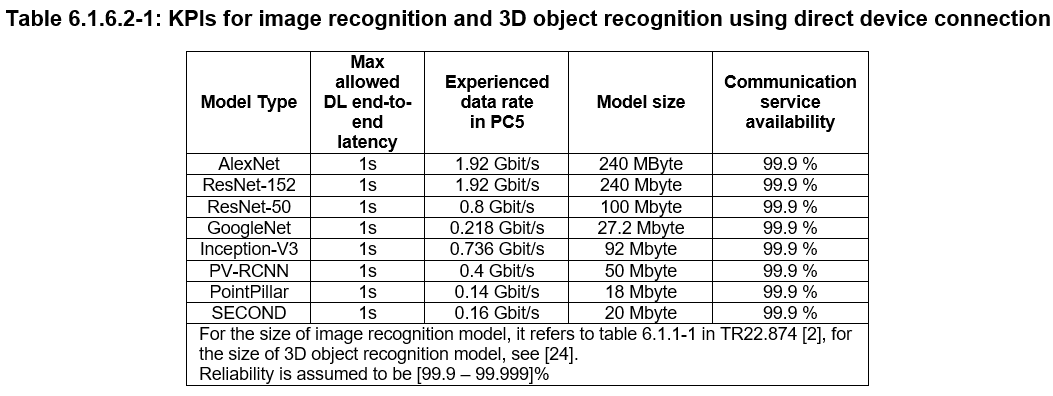 Table 6.1.6.2-1: KPIs for image recognition and 3D object recognition using direct device connection
Model Type
Max
allowed
DL end-to-
end
latency
Experienced
data rate
in PC5
Model size
Communication
service
availability
AlexNet 1s 1.92 Gbit/s 240 MByte 99.9 %
ResNet-152 1s 1.92 Gbit/s 240 Mbyte 99.9 %
ResNet-50 1s 0.8 Gbit/s 100 Mbyte 99.9 %
GoogleNet 1s 0.218 Gbit/s 27.2 Mbyte 99.9 %
Inception-V3 1s 0.736 Gbit/s 92 Mbyte 99.9 %
PV-RCNN 1s 0.4 Gbit/s 50 Mbyte 99.9 %
PointPillar 1s 0.14 Gbit/s 18 Mbyte 99.9 %
SECOND 1s 0.16 Gbit/s 20 Mbyte 99.9 %
For the size of image recognition model, it refers to table 6.1.1-1 in TR22.874 [2], for
the size of 3D object recognition model, see [24].
Reliability is assumed to be [99.9 – 99.999]%